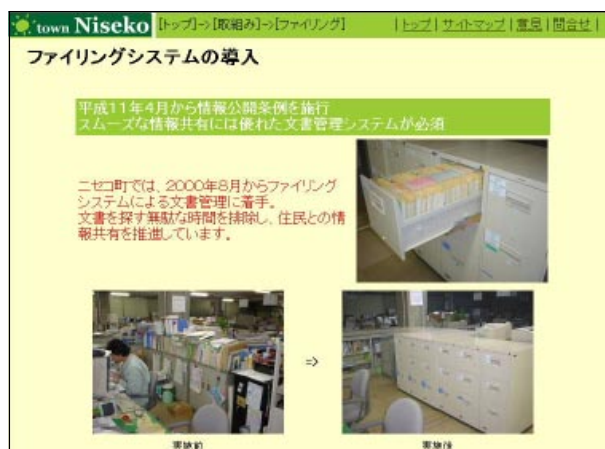 town Niseko [トップ]->[取組み]->[ファイリング] | トップ | サイトマップ |意見 | 問合せ |
ファイリングシステムの導入
平成11年4月から情報公開条例を施行
スムーズな情報共有には優れた文書管理システムが必須
ニセコ町では、2000年8月からファイリング
システムによる文書管理に着手。
文書を探す無駄な時間を排除し、住民との情
報共有を推進しています。
⇒
実施前 実施後